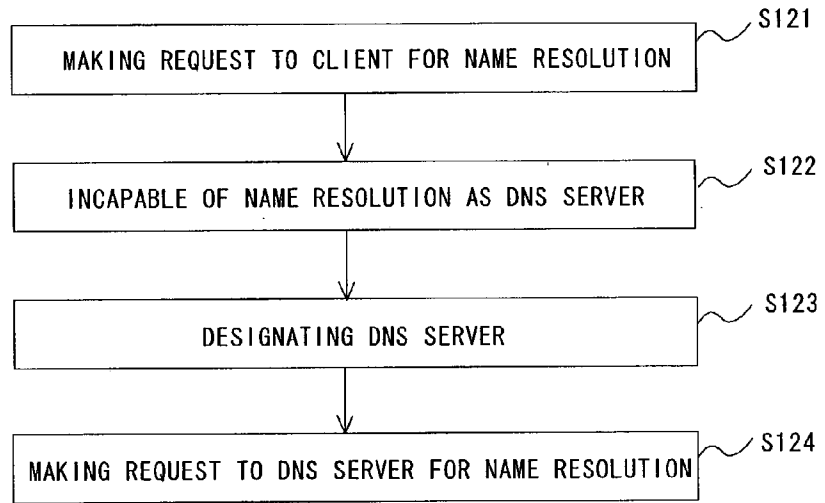 S121
MAKING REQUEST TO CLIENT FOR NAME RESOLUTION
S122
INCAPABLE OF NAME RESOLUTION AS DNS SERVER
S123
DESIGNATING DNS SERVER
S124
MAKING REQUEST TO DNS SERVER FOR NAME RESOLUTION